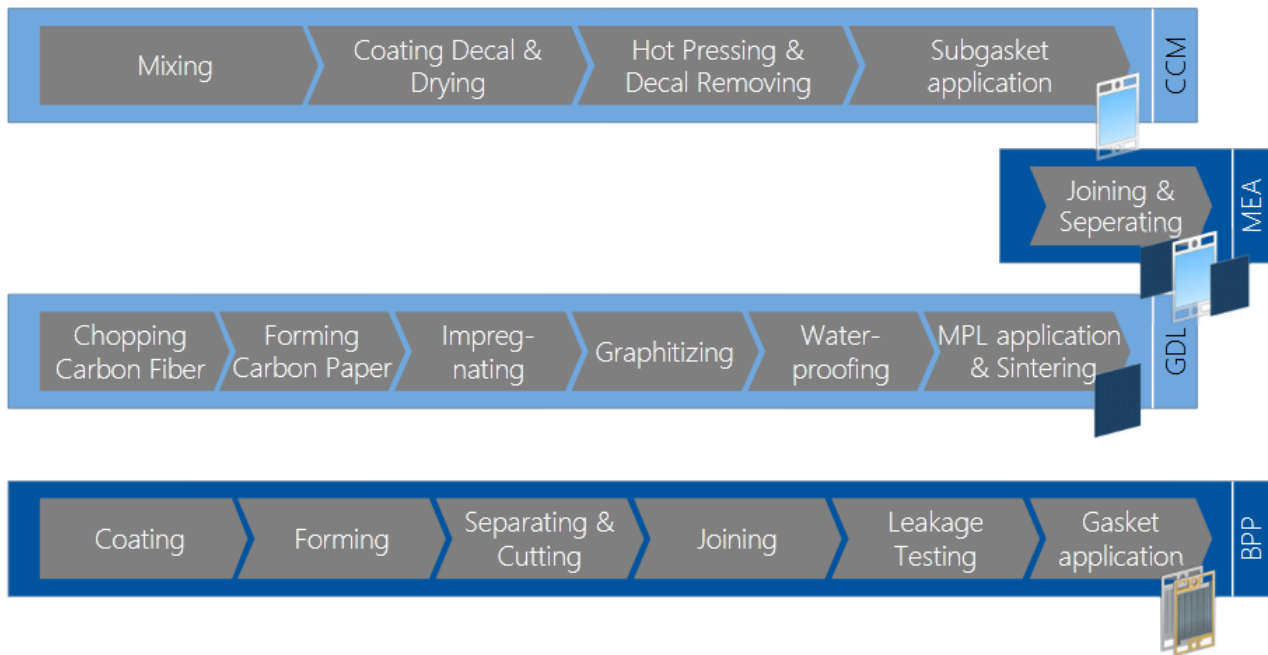 Mixing
Coating Decal &
Drying
Hot Pressing &
Decal Removing
Subgasket
application
CCM
Joining &
Seperating
MEA
Chopping
Carbon Fiber
Forming
Carbon Paper
Impreg-
nating
Graphitizing
Water-
proofing
MPL application
& Sintering
GDL
Coating
Forming
Separating &
Cutting
Joining
Leakage
Testing
Gasket
application
BPP